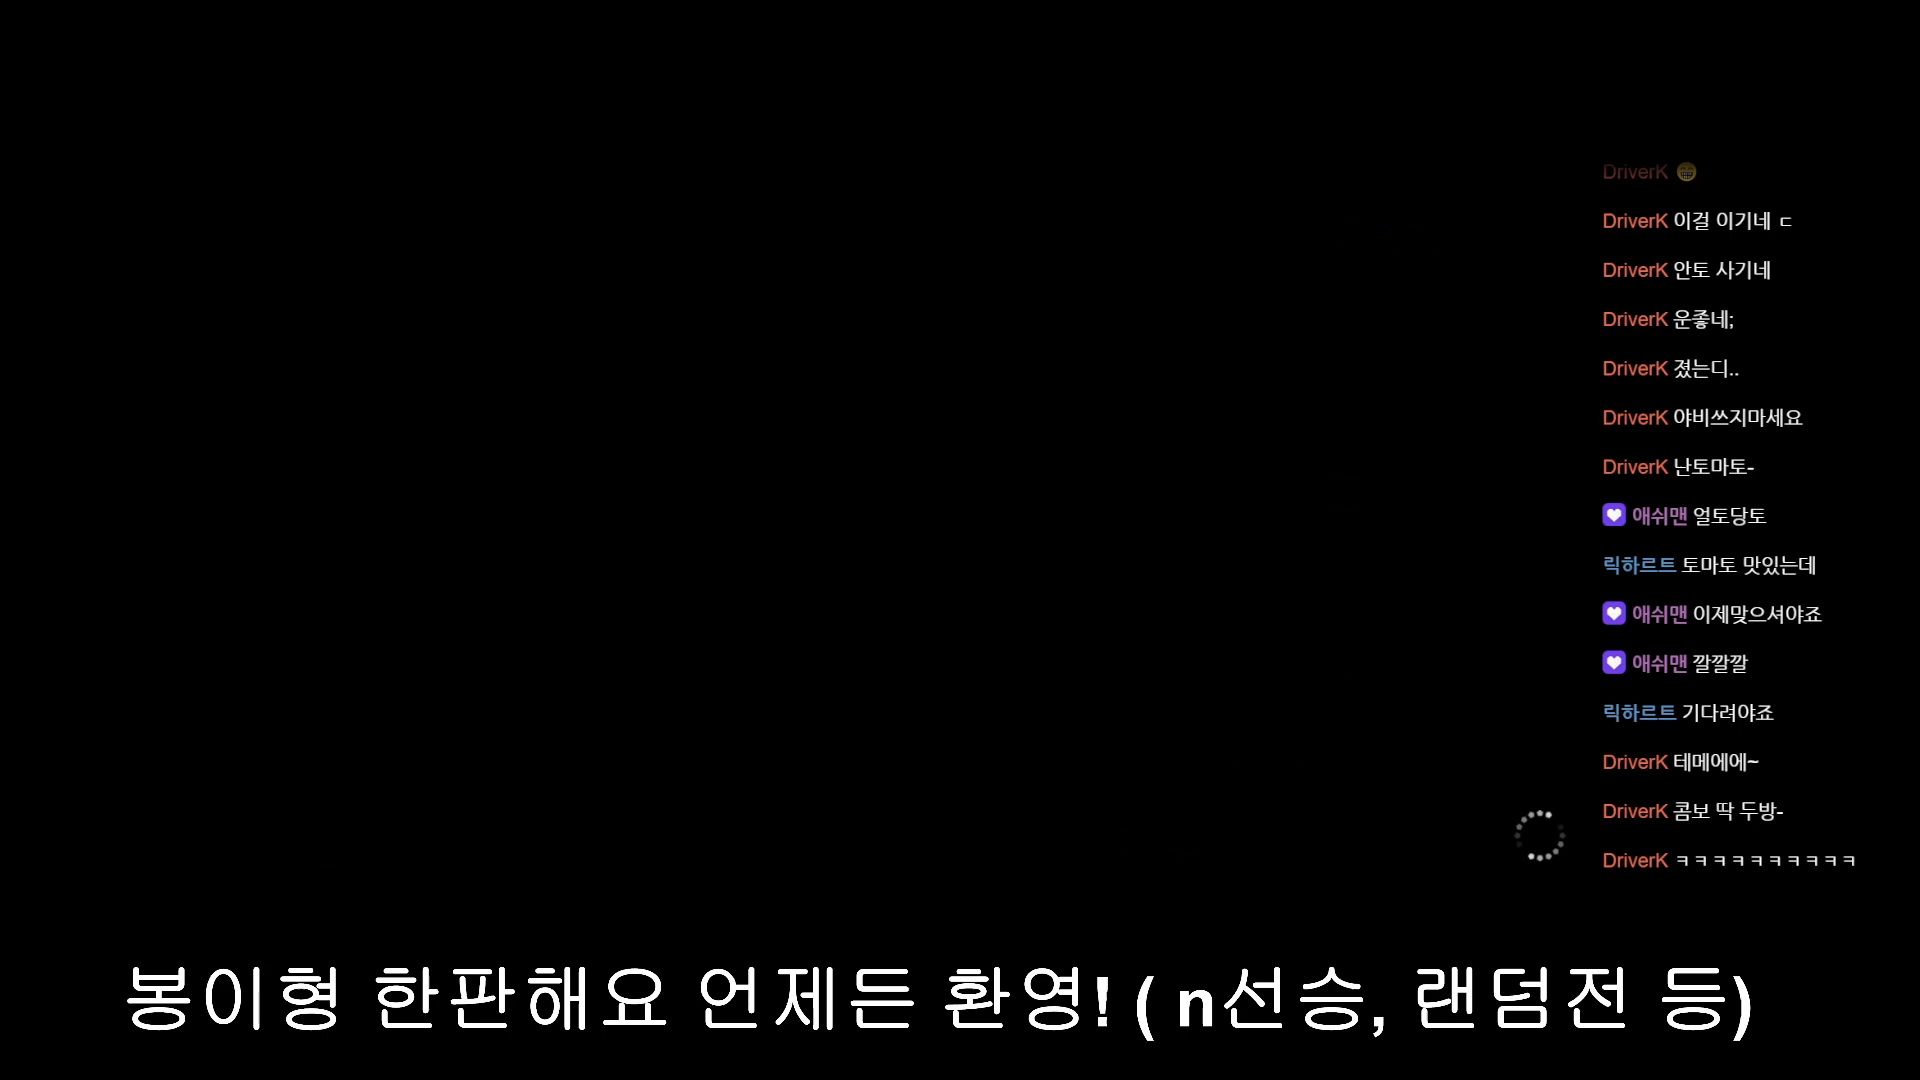 DriverK 😁
DriverK 이걸 이기네 ㄷ
DriverK 안토 사기네
DriverK 운좋네;
DriverK 졌는디..
DriverK 야비쓰지마세요
DriverK 난토마토-
애쉬맨 얼토당토
릭하르트 토마토 맛있는데
애쉬맨 이제맞으셔야죠
애쉬맨 깔깔깔
릭하르트 기다려야죠
DriverK 테메에에~
DriverK 콤보 딱 두방-
DriverK ㅋㅋㅋㅋㅋㅋㅋㅋㅋㅋ
봉이형 한판해요 언제든 환영! ( n선승, 랜덤전 등)